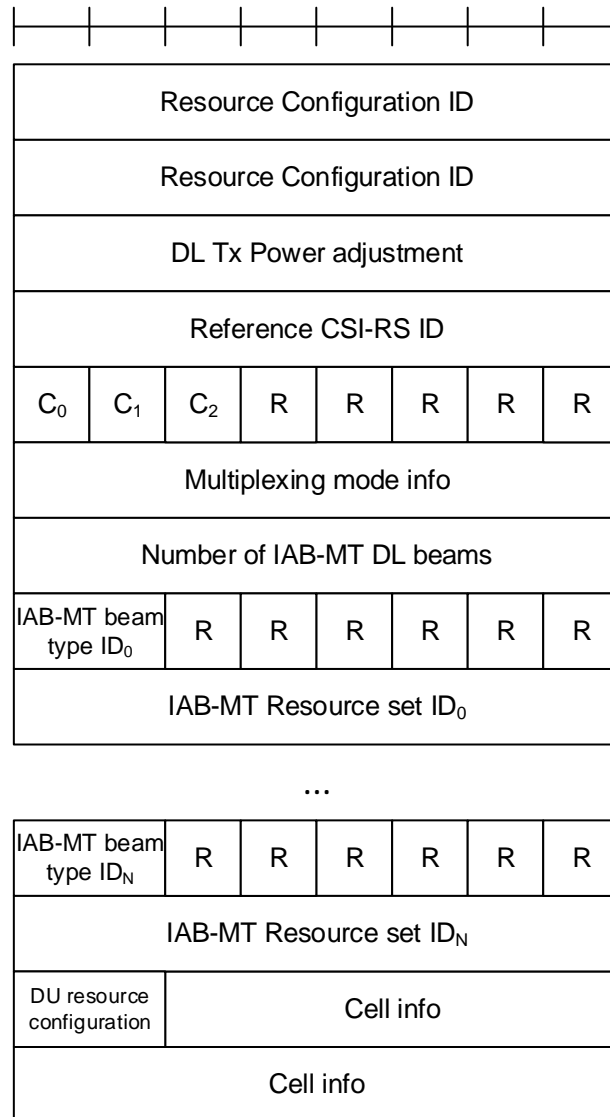 Resource Configuration ID
Resource Configuration ID
DL Tx Power adjustment
Reference CSI-RS ID
C₀ C₁ C₂ R R R R R
Multiplexing mode info
Number of IAB-MT DL beams
IAB-MT beam
type ID₀
R R R R R R
IAB-MT Resource set ID₀
...
IAB-MT beam
type ID_N
R R R R R R
IAB-MT Resource set ID_N
DU resource
configuration
Cell info
Cell info